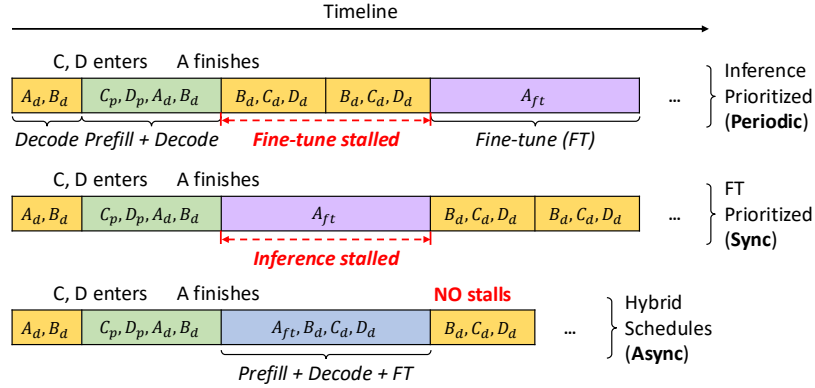 Timeline
C, D enters A finishes
A_d, B_d C_p, D_p, A_d, B_d B_d, C_d, D_d B_d, C_d, D_d A_ft ...
Decode Prefill + Decode Fine-tune stalled Fine-tune (FT)
Inference
Prioritized
(Periodic)
C, D enters A finishes
A_d, B_d C_p, D_p, A_d, B_d A_ft B_d, C_d, D_d B_d, C_d, D_d ...
Inference stalled
FT
Prioritized
(Sync)
C, D enters A finishes NO stalls
A_d, B_d C_p, D_p, A_d, B_d A_ft, B_d, C_d, D_d B_d, C_d, D_d ...
Prefill + Decode + FT
Hybrid
Schedules
(Async)